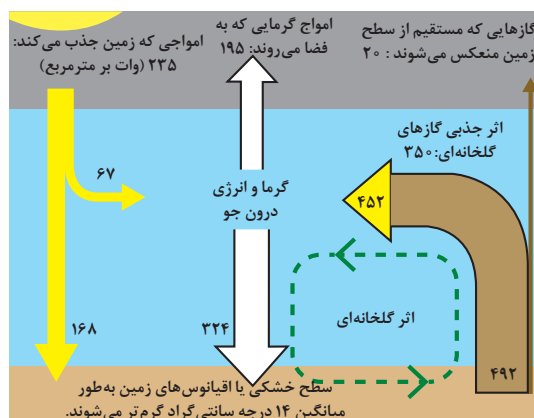 امواجی که زمین جذب می‌کند:
۲۳۵ (وات بر مترمربع)
امواج گرمایی که به
فضا می‌روند: ۱۹۵
گازهایی که مستقیم از سطح
زمین منعکس می‌شوند : ۲۰
اثر جذبی گازهای
گلخانه‌ای: ۳۵۰
۶۷
گرما و انرژی
درون جو
۴۵۲
اثر گلخانه‌ای
۱۶۸
۳۲۴
۴۹۲
سطح خشکی یا اقیانوس‌های زمین به‌طور
میانگین ۱۴ درجه سانتی‌گراد گرم‌تر می‌شوند.